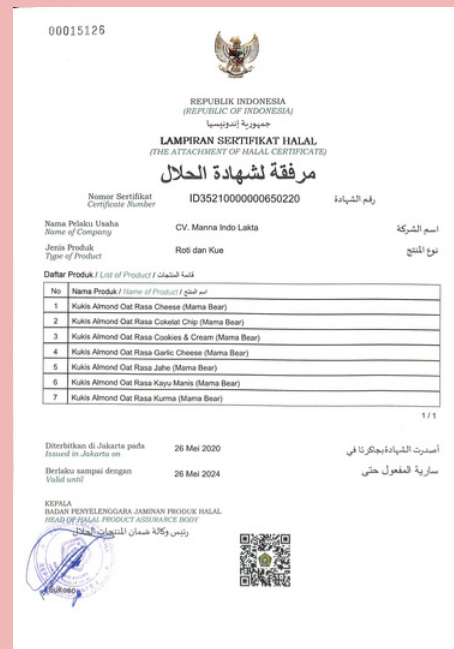 00015126
REPUBLIK INDONESIA
(REPUBLIC OF INDONESIA)
جمهورية إندونيسيا
LAMPIRAN SERTIFIKAT HALAL
(THE ATTACHMENT OF HALAL CERTIFICATE)
مرفقة لشهادة الحلال
Nomor Sertifikat ID35210000000650220 رقم الشهادة
Certificate Number
Nama Pelaku Usaha CV. Manna Indo Lakta اسم الشركة
Name of Company
Jenis Produk Roti dan Kue نوع المنتج
Type of Product
Daftar Produk / List of Product / قائمة المنتجات
No Nama Produk / Name of Product / اسم المنتج
1 Kukis Almond Oat Rasa Cheese (Mama Bear)
2 Kukis Almond Oat Rasa Cokelat Chip (Mama Bear)
3 Kukis Almond Oat Rasa Cookies & Cream (Mama Bear)
4 Kukis Almond Oat Rasa Garlic Cheese (Mama Bear)
5 Kukis Almond Oat Rasa Jahe (Mama Bear)
6 Kukis Almond Oat Rasa Kayu Manis (Mama Bear)
7 Kukis Almond Oat Rasa Kurma (Mama Bear)
1/1
Diterbitkan di Jakarta pada 26 Mei 2020 أصدرت الشهادة بجاكرتا في
Issued in Jakarta on
Berlaku sampai dengan 26 Mei 2024 سارية المفعول حتى
Valid until
KEPALA
BADAN PENYELENGGARA JAMINAN PRODUK HALAL
HEAD OF HALAL PRODUCT ASSURANCE BODY
رئيس وكالة ضمان المنتجات الحلال